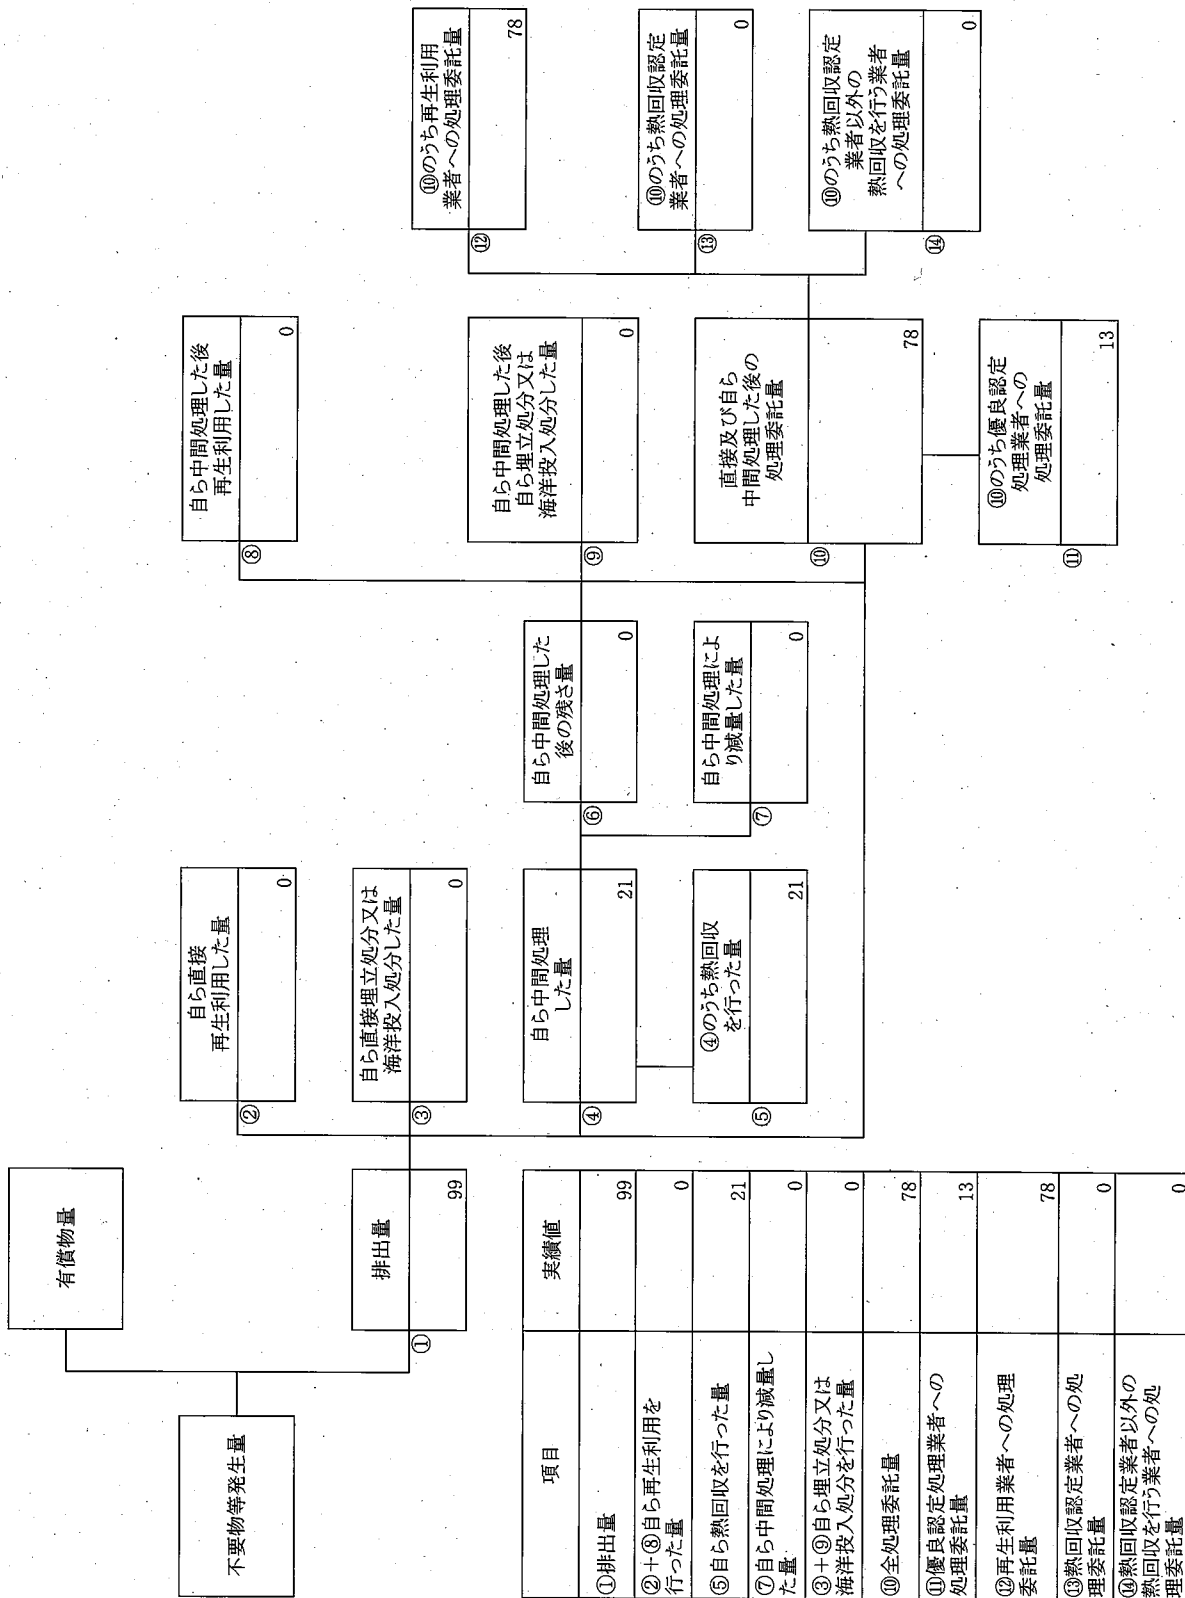 不要物等発生量
有償物量
①
排出量
99
②
自ら直接
再生利用した量
0
③
自ら直接埋立処分又は
海洋投入処分した量
0
④
自ら中間処理
した量
21
⑤
④のうち熱回収
を行った量
21
⑥
自ら中間処理した
後の残さ量
0
⑦
自ら中間処理によ
り減量した量
0
⑧
自ら中間処理した後
再生利用した量
0
⑨
自ら中間処理した後
自ら埋立処分又は
海洋投入処分した量
0
⑩
直接及び自ら
中間処理した後の
処理委託量
78
⑪
⑩のうち優良認定
処理業者への
処理委託量
13
⑫
⑩のうち再生利用
業者への処理委託量
78
⑬
⑩のうち熱回収認定
業者への処理委託量
0
⑭
⑩のうち熱回収認定
業者以外の
熱回収を行う業者
への処理委託量
0
項目
実績値
①排出量
99
②+⑧自ら再生利用を
行った量
0
⑤自ら熱回収を行った量
21
⑦自ら中間処理により減量し
た量
0
③+⑨自ら埋立処分又は
海洋投入処分を行った量
0
⑩全処理委託量
78
⑪優良認定処理業者への
処理委託量
13
⑫再生利用業者への処理
委託量
78
⑬熱回収認定業者への処
理委託量
0
⑭熱回収認定業者以外の
熱回収を行う業者への処
理委託量
0